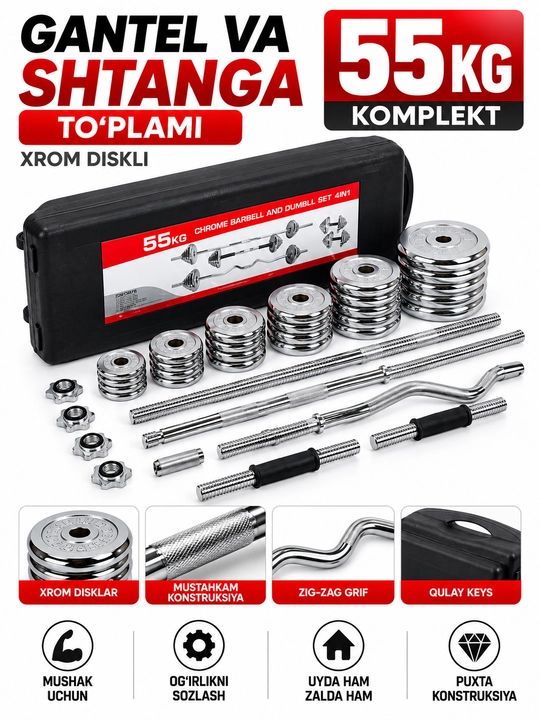 GANTEL VA
SHTANGA
TO‘PLAMI
XROM DISKLI
55KG
KOMPLEKT
55KG CHROME BARBELL AND DUMBLL SET 4IN1
XROM DISKLAR
MUSTAHKAM
KONSTRUKSIYA
ZIG-ZAG GRIF
QULAY KEYS
MUSHAK
UCHUN
OG‘IRLIKNI
SOZLASH
UYDA HAM
ZALDA HAM
PUXTA
KONSTRUKSIYA